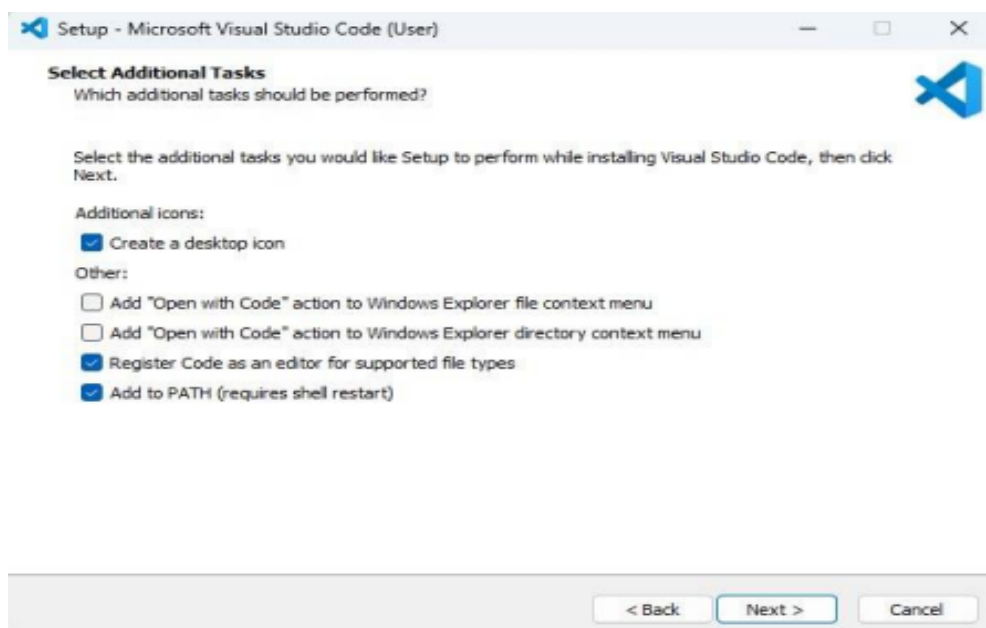 Setup - Microsoft Visual Studio Code (User)
Select Additional Tasks
Which additional tasks should be performed?
Select the additional tasks you would like Setup to perform while installing Visual Studio Code, then click
Next.
Additional icons:
Create a desktop icon
Other:
Add "Open with Code" action to Windows Explorer file context menu
Add "Open with Code" action to Windows Explorer directory context menu
Register Code as an editor for supported file types
Add to PATH (requires shell restart)
< Back Next > Cancel